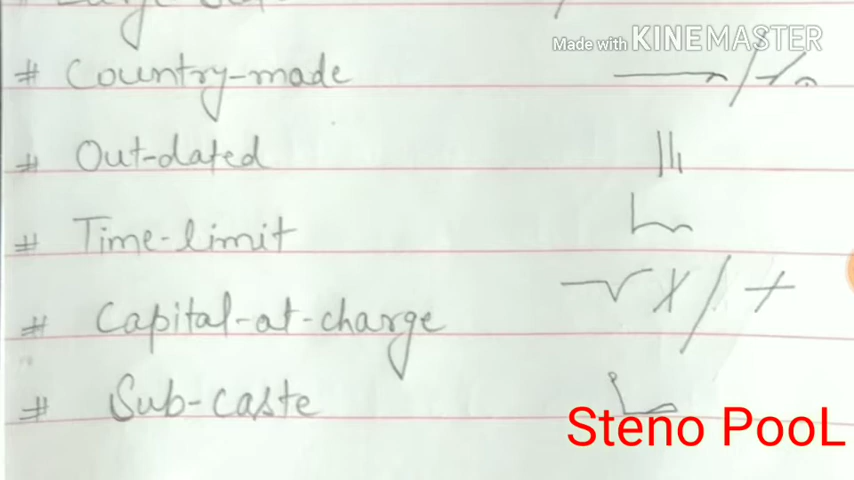 Made with KINEMASTER
# Country-made
# Out-dated
# Time-limit
# Capital-at-charge
# Sub-caste
Steno PooL